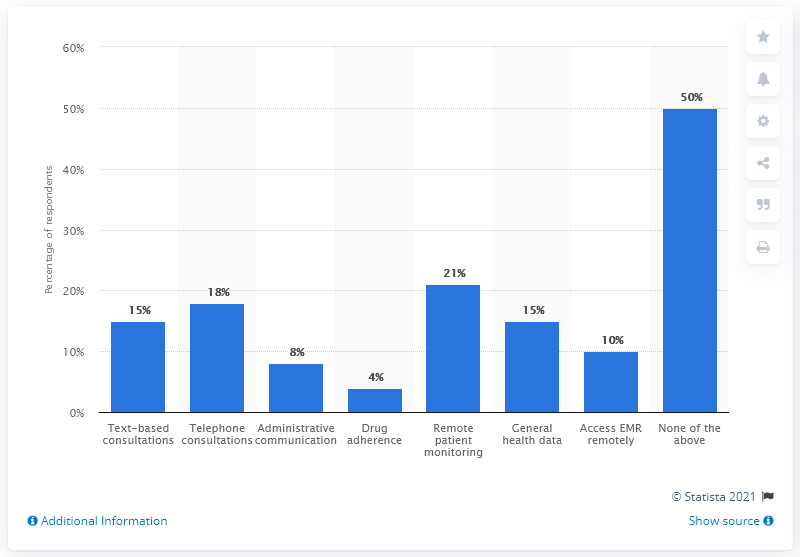 60%
50%
40%
30%
20%
10%
0%
Percentage of respondents
15%
18%
8%
4%
21%
15%
10%
50%
Text-based
consultations
Telephone
consultations
Administrative
communication
Drug
adherence
Remote
patient
monitoring
General
health data
Access EMR
remotely
None of the
above
© Statista 2021
Additional Information
Show source